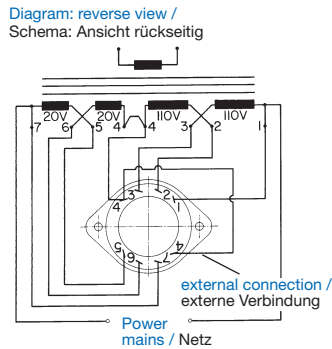 Diagram: reverse view /
Schema: Ansicht rückseitig
20V 20V 110V 110V
7 6 5 4 4 3 2 1
3 2
4 1
5 4
6 7
external connection /
externe Verbindung
Power
mains / Netz